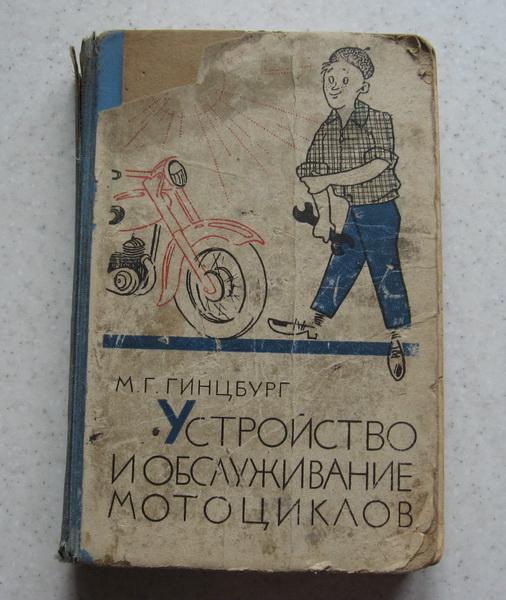 М. Г. ГИНЦБУРГ
УСТРОЙСТВО
И ОБСЛУЖИВАНИЕ
МОТОЦИКЛОВ